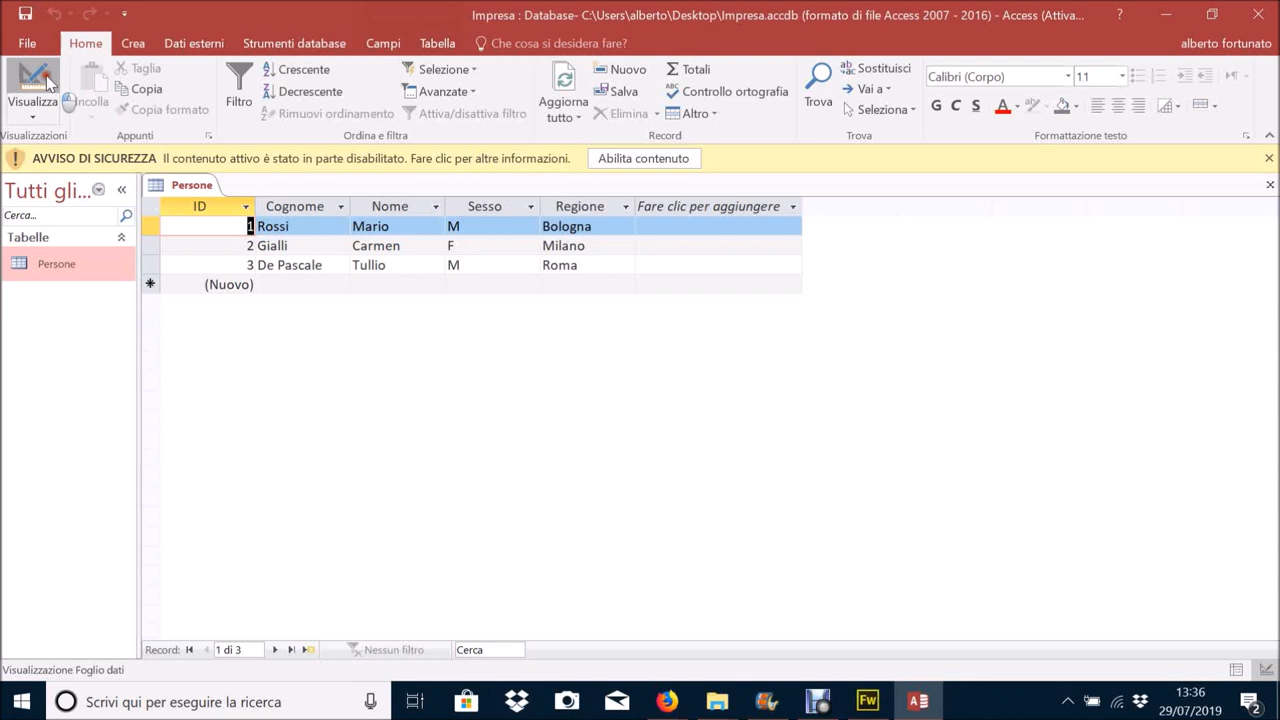 Impresa : Database- C:\Users\alberto\Desktop\Impresa.accdb (formato di file Access 2007 - 2016) - Access (Attiva...
File Home Crea Dati esterni Strumenti database Campi Tabella Che cosa si desidera fare? alberto fortunato
Visualizza
Visualizzazioni
Incolla
Taglia
Copia
Copia formato
Appunti
Filtro
Crescente
Decrescente
Rimuovi ordinamento
Selezione
Avanzate
Ordina e filtra
Aggiorna tutto
Nuovo
Salva
Elimina
Totali
Controllo ortografia
Altro
Record
Trova
Sostituisci
Vai a
Seleziona
Trova
Calibri (Corpo) 11
G C S A
Formattazione testo
AVVISO DI SICUREZZA Il contenuto attivo è stato in parte disabilitato. Fare clic per altre informazioni. Abilita contenuto
Tutti gli...
Cerca...
Tabelle
Persone
Persone
ID Cognome Nome Sesso Regione Fare clic per aggiungere
1 Rossi Mario M Bologna
2 Gialli Carmen F Milano
3 De Pascale Tullio M Roma
(Nuovo)
Record: 1 di 3 Nessun filtro Cerca
Visualizzazione Foglio dati
Scrivi qui per eseguire la ricerca
Fw
13:36
29/07/2019
2